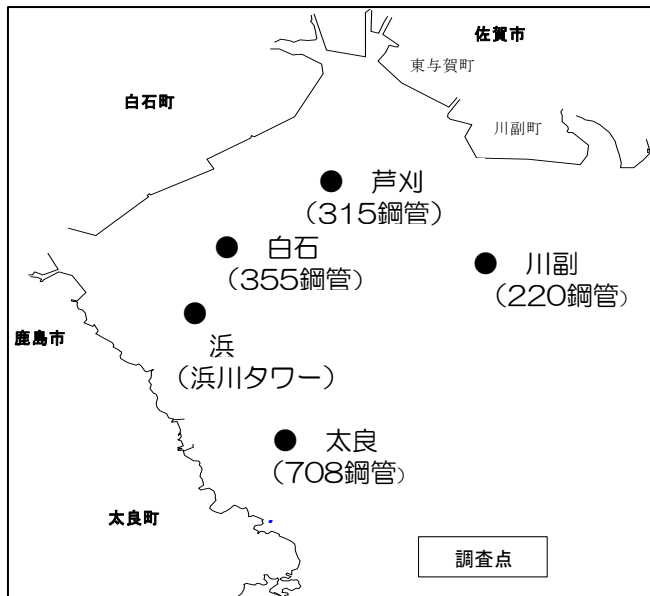 佐賀市
東与賀町
白石町
川副町
芦刈
（315鋼管）
白石
（355鋼管）
川副
（220鋼管）
浜
（浜川タワー）
鹿島市
太良
（708鋼管）
太良町
調査点